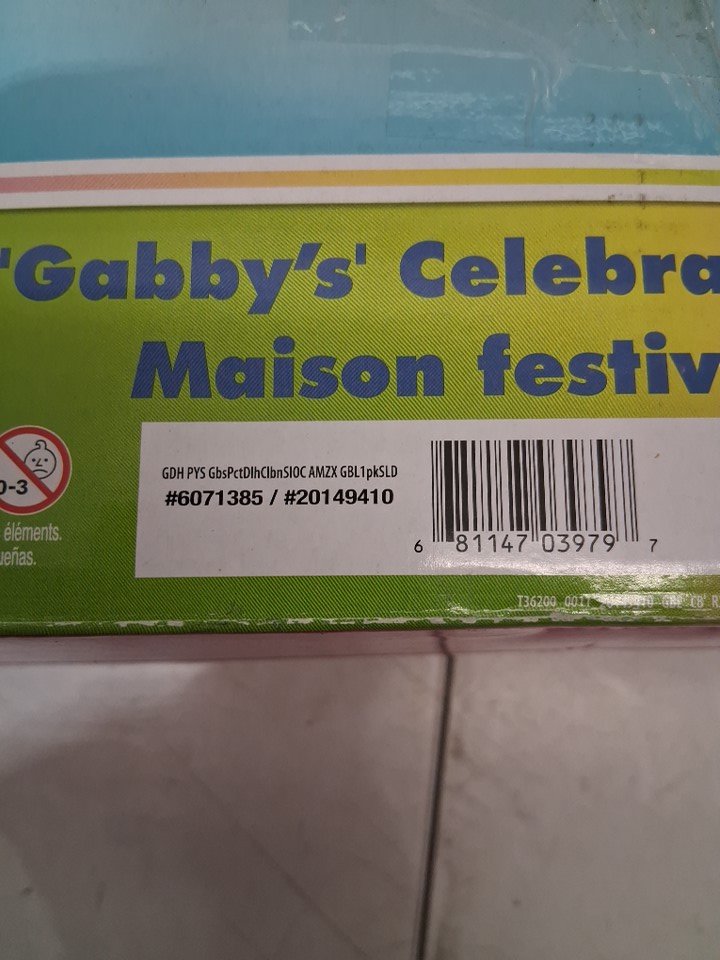 'Gabby's' Celebra
Maison festiv
0-3
éléments.
ueñas.
GDH PYS GbsPctDlhClbnSIOC AMZX GBL1pkSLD
#6071385 / #20149410
6 81147 03979 7
T36200